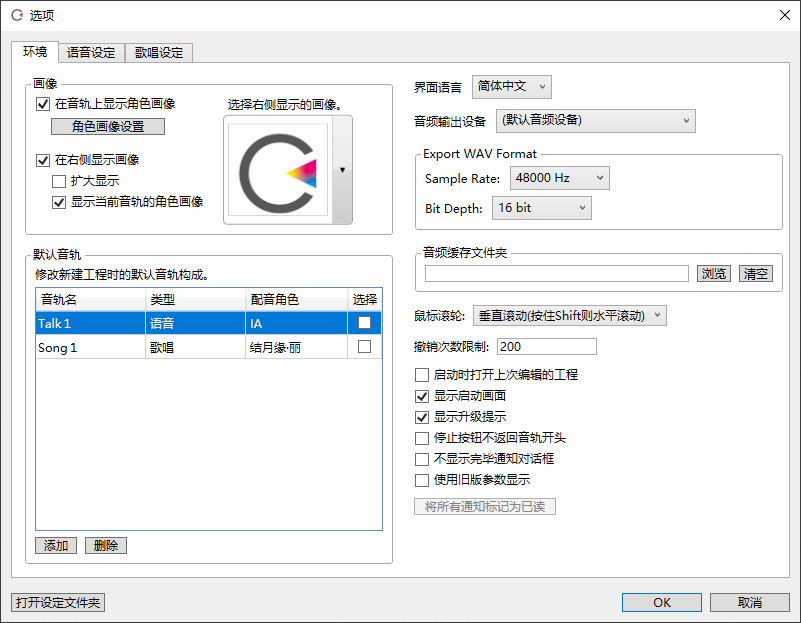 选项
环境 语音设定 歌唱设定
画像
在音轨上显示角色画像
角色画像设置
选择右侧显示的画像。
在右侧显示画像
扩大显示
显示当前音轨的角色画像
默认音轨
修改新建工程时的默认音轨构成。
音轨名 类型 配音角色 选择
Talk 1 语音 IA
Song 1 歌唱 结月缘·丽
添加 删除
界面语言 简体中文
音频输出设备 (默认音频设备)
Export WAV Format
Sample Rate: 48000 Hz
Bit Depth: 16 bit
音频缓存文件夹
浏览 清空
鼠标滚轮: 垂直滚动(按住Shift则水平滚动)
撤销次数限制: 200
启动时打开上次编辑的工程
显示启动画面
显示升级提示
停止按钮不返回音轨开头
不显示完毕通知对话框
使用旧版参数显示
将所有通知标记为已读
打开设定文件夹 OK 取消